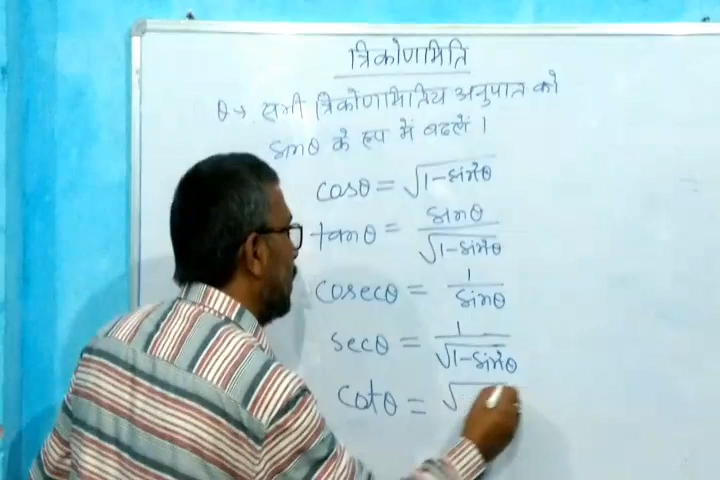 त्रिकोणमिति
θ→ सभी त्रिकोणमितिय अनुपात को
sinθ के रूप में बदलें ।
cosθ = √1-sin²θ
tanθ = sinθ / √1-sin²θ
cosecθ = 1 / sinθ
secθ = 1 / √1-sin²θ
cotθ = √